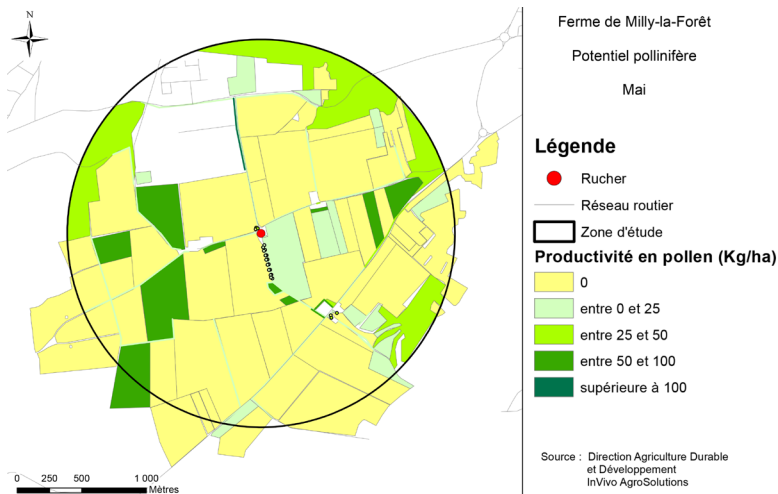 N
Ferme de Milly-la-Forêt
Potentiel pollinifère
Mai
Légende
Rucher
Réseau routier
Zone d'étude
Productivité en pollen (Kg/ha)
0
entre 0 et 25
entre 25 et 50
entre 50 et 100
supérieure à 100
Source : Direction Agriculture Durable
et Développement
InVivo AgroSolutions
0 250 500 1 000
Mètres